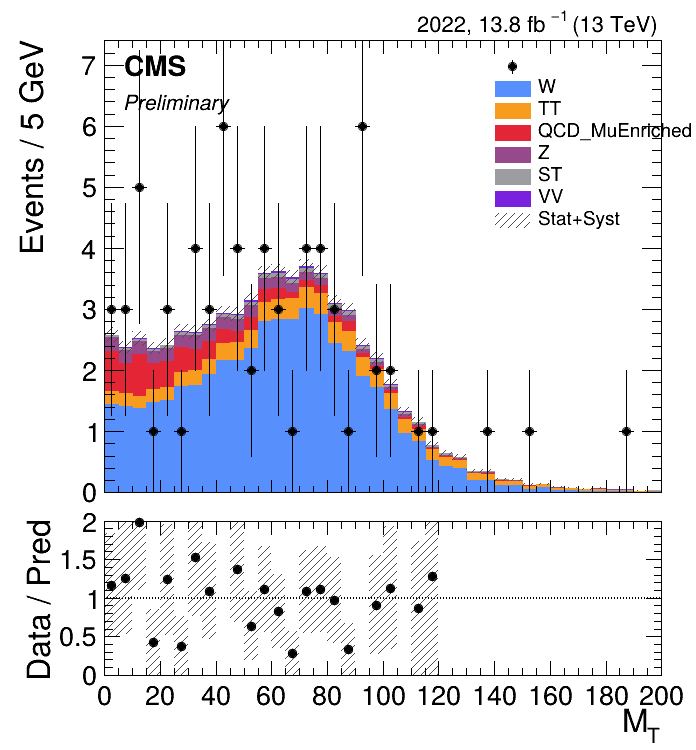 2022, 13.8 fb⁻¹ (13 TeV)
Events / 5 GeV
CMS
Preliminary
W
TT
QCD_MuEnriched
Z
ST
VV
Stat+Syst
7
6
5
4
3
2
1
0
Data / Pred
2
1.5
1
0.5
0
0 20 40 60 80 100 120 140 160 180 200
M_T